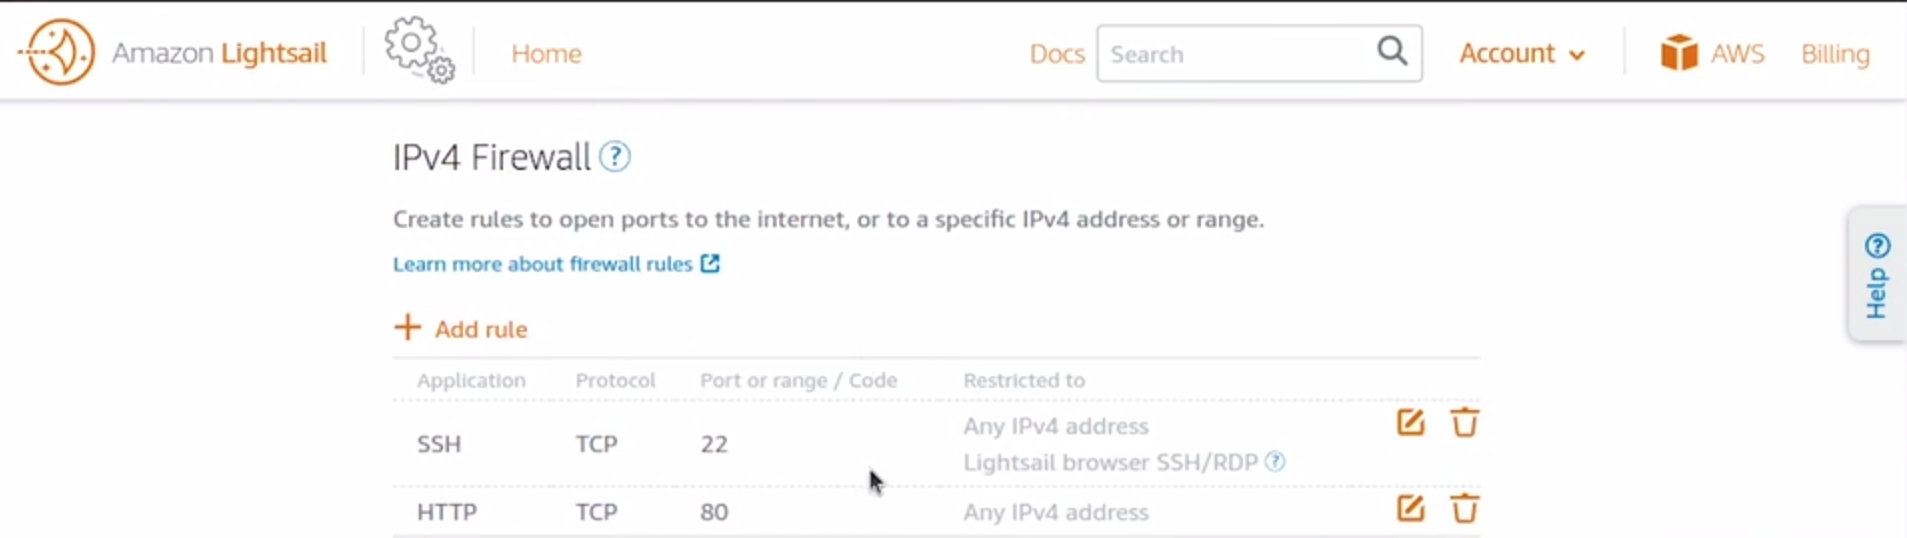 Amazon Lightsail Home Docs Search Account AWS Billing
IPv4 Firewall ?
Create rules to open ports to the internet, or to a specific IPv4 address or range.
Learn more about firewall rules
Help ?
+ Add rule
Application Protocol Port or range / Code Restricted to
SSH TCP 22 Any IPv4 address
Lightsail browser SSH/RDP ?
HTTP TCP 80 Any IPv4 address